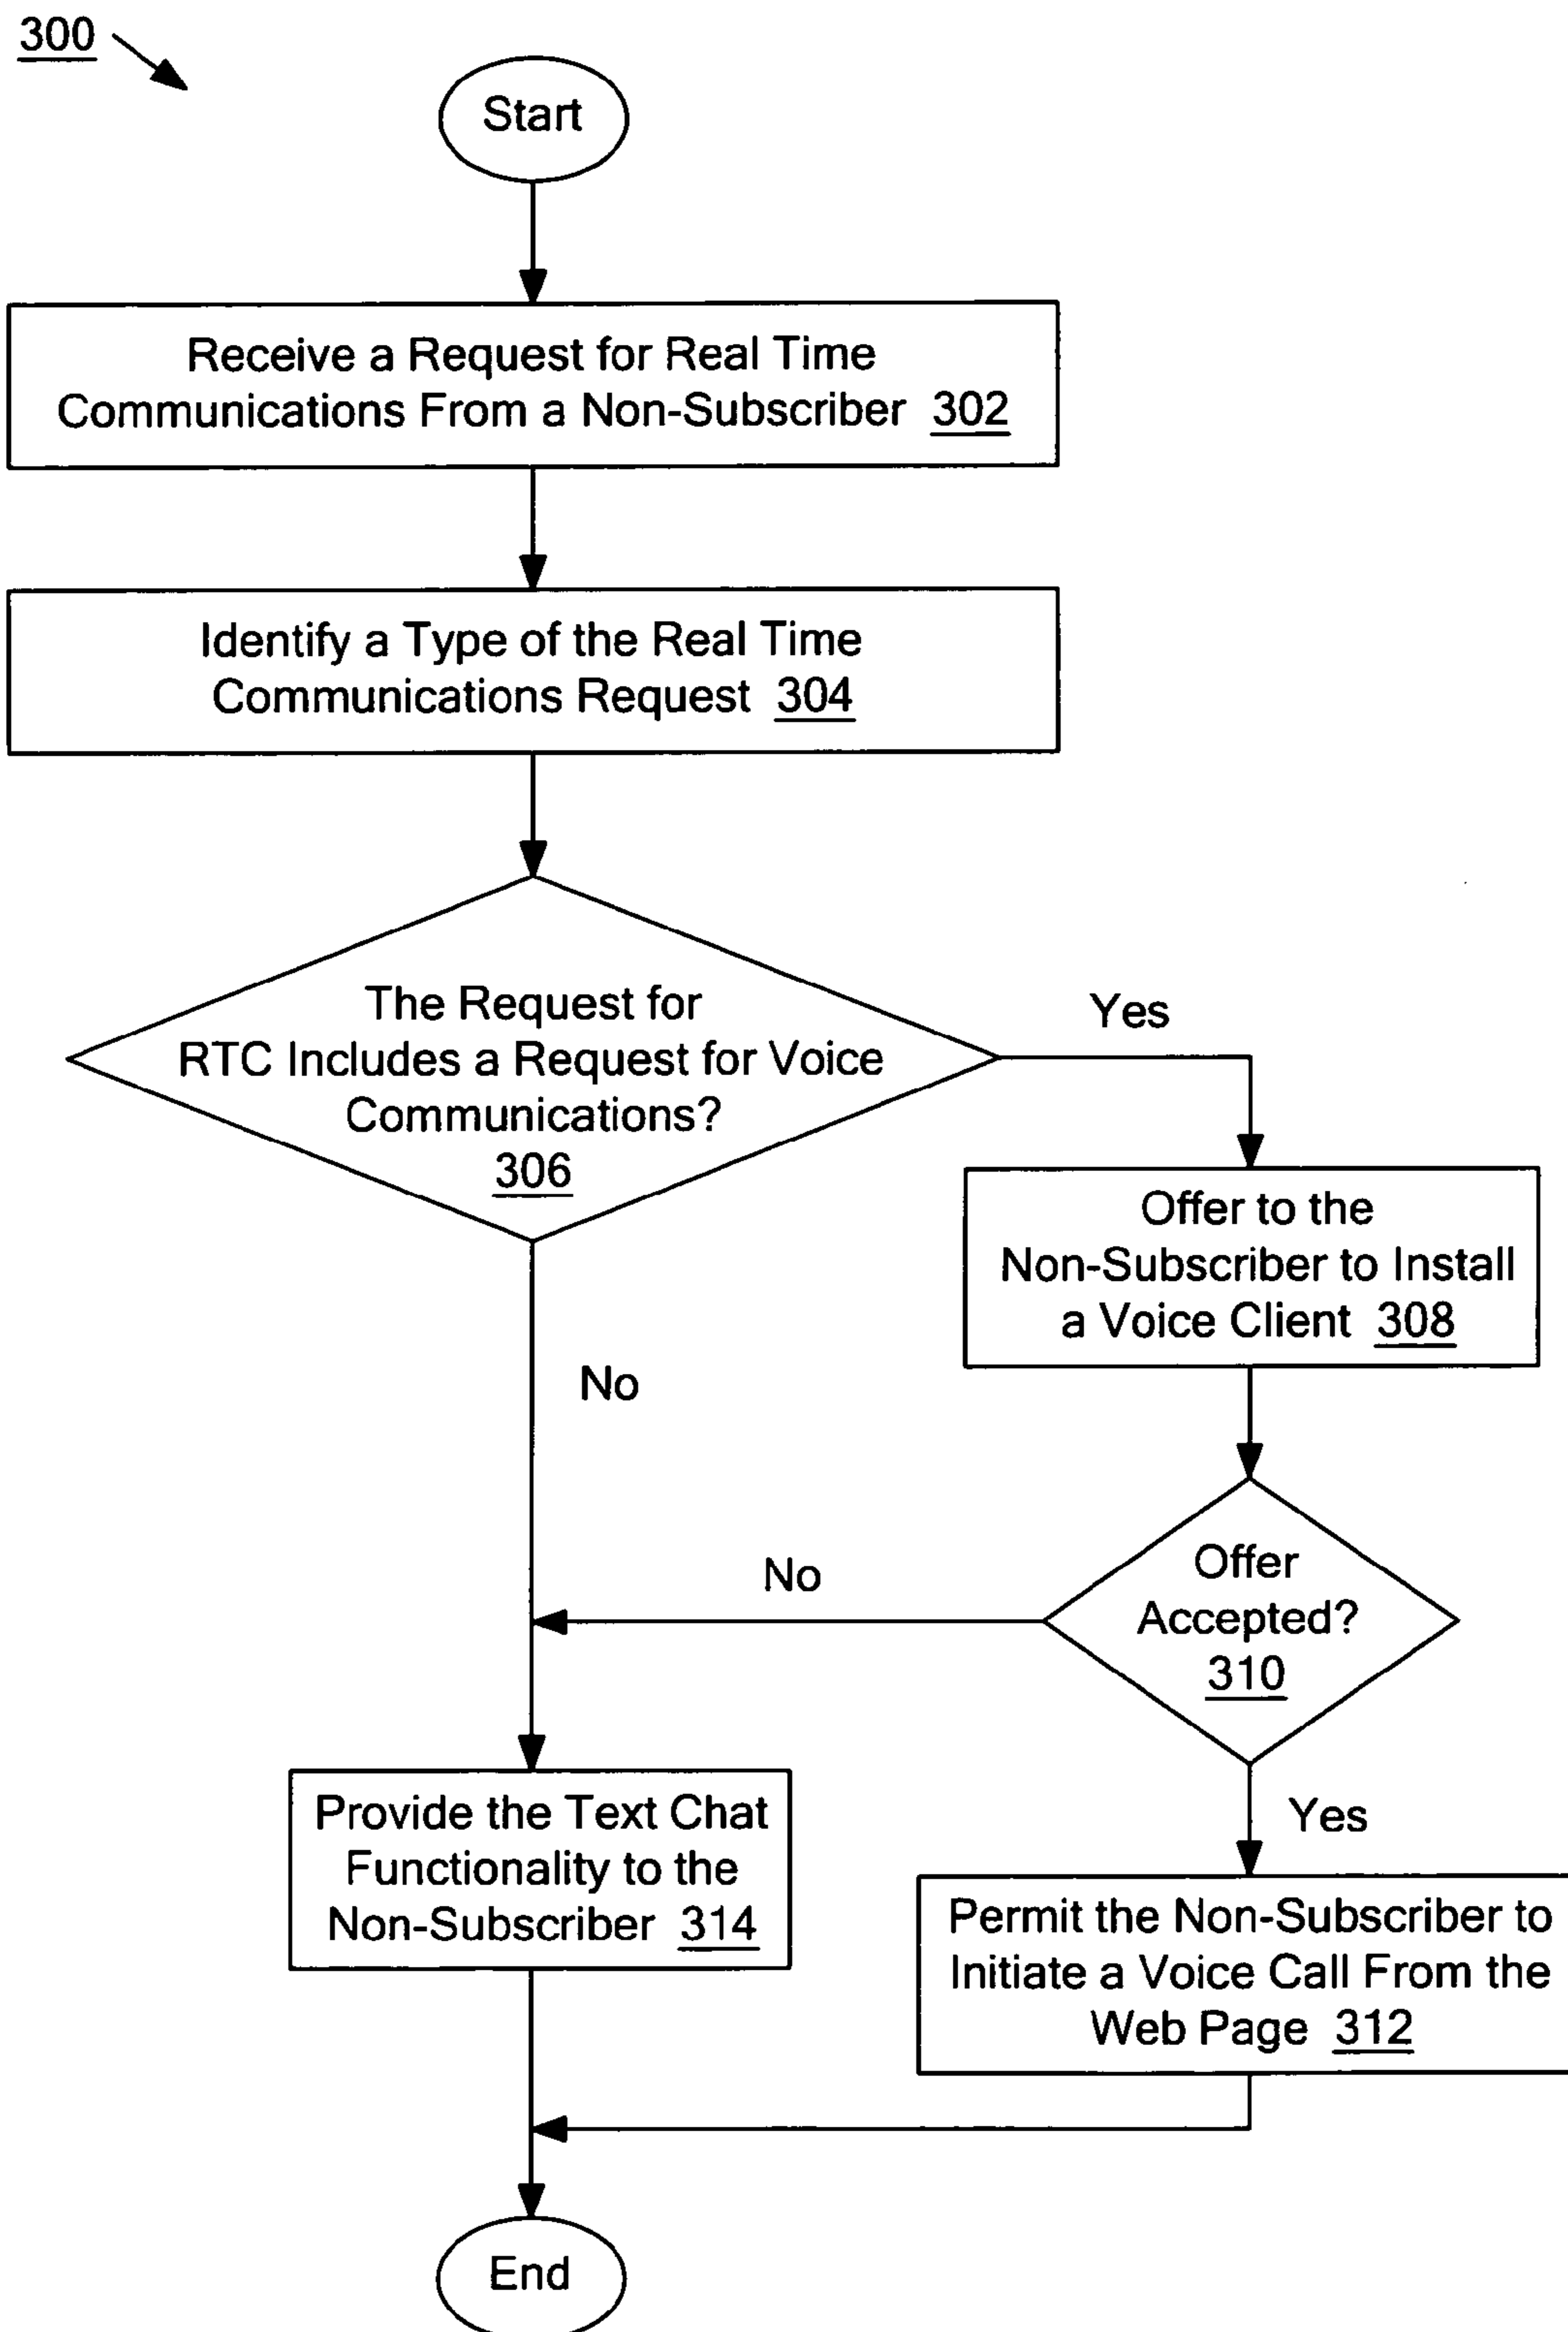 300
Start
Receive a Request for Real Time
Communications From a Non-Subscriber 302
Identify a Type of the Real Time
Communications Request 304
The Request for
RTC Includes a Request for Voice
Communications?
306
Yes
Offer to the
Non-Subscriber to Install
a Voice Client 308
No
Offer
Accepted?
310
No
Yes
Provide the Text Chat
Functionality to the
Non-Subscriber 314
Permit the Non-Subscriber to
Initiate a Voice Call From the
Web Page 312
End